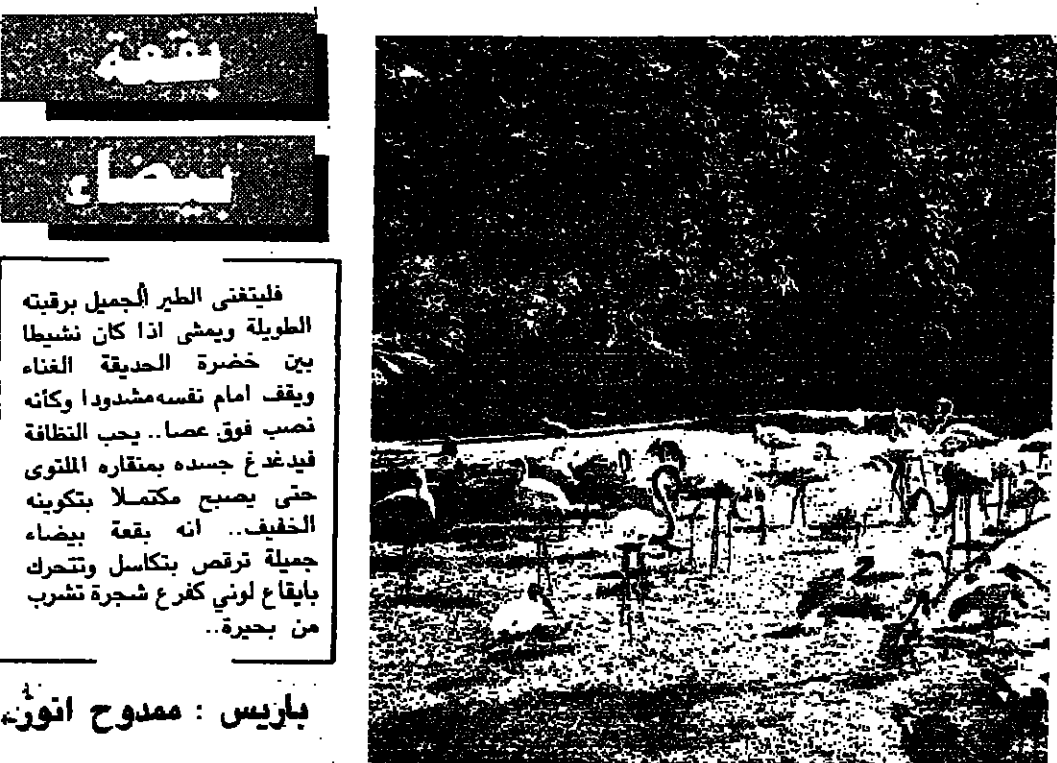 بقعة
بيضاء
فليتغنى الطير الجميل برقبته
الطويلة ويمشى اذا كان نشيطا
بين خضرة الحديقة الغناء
ويقف امام نفسه مشدودا وكأنه
نصب فوق عصا.. يحب النظافة
فيدغدغ جسده بمنقاره الملتوى
حتى يصبح مكتملا بتكوينه
الخفيف.. انه بقعة بيضاء
جميلة ترقص بتكاسل وتتحرك
بايقاع لوني كفرع شجرة تشرب
من بحيرة..
باريس : ممدوح انور